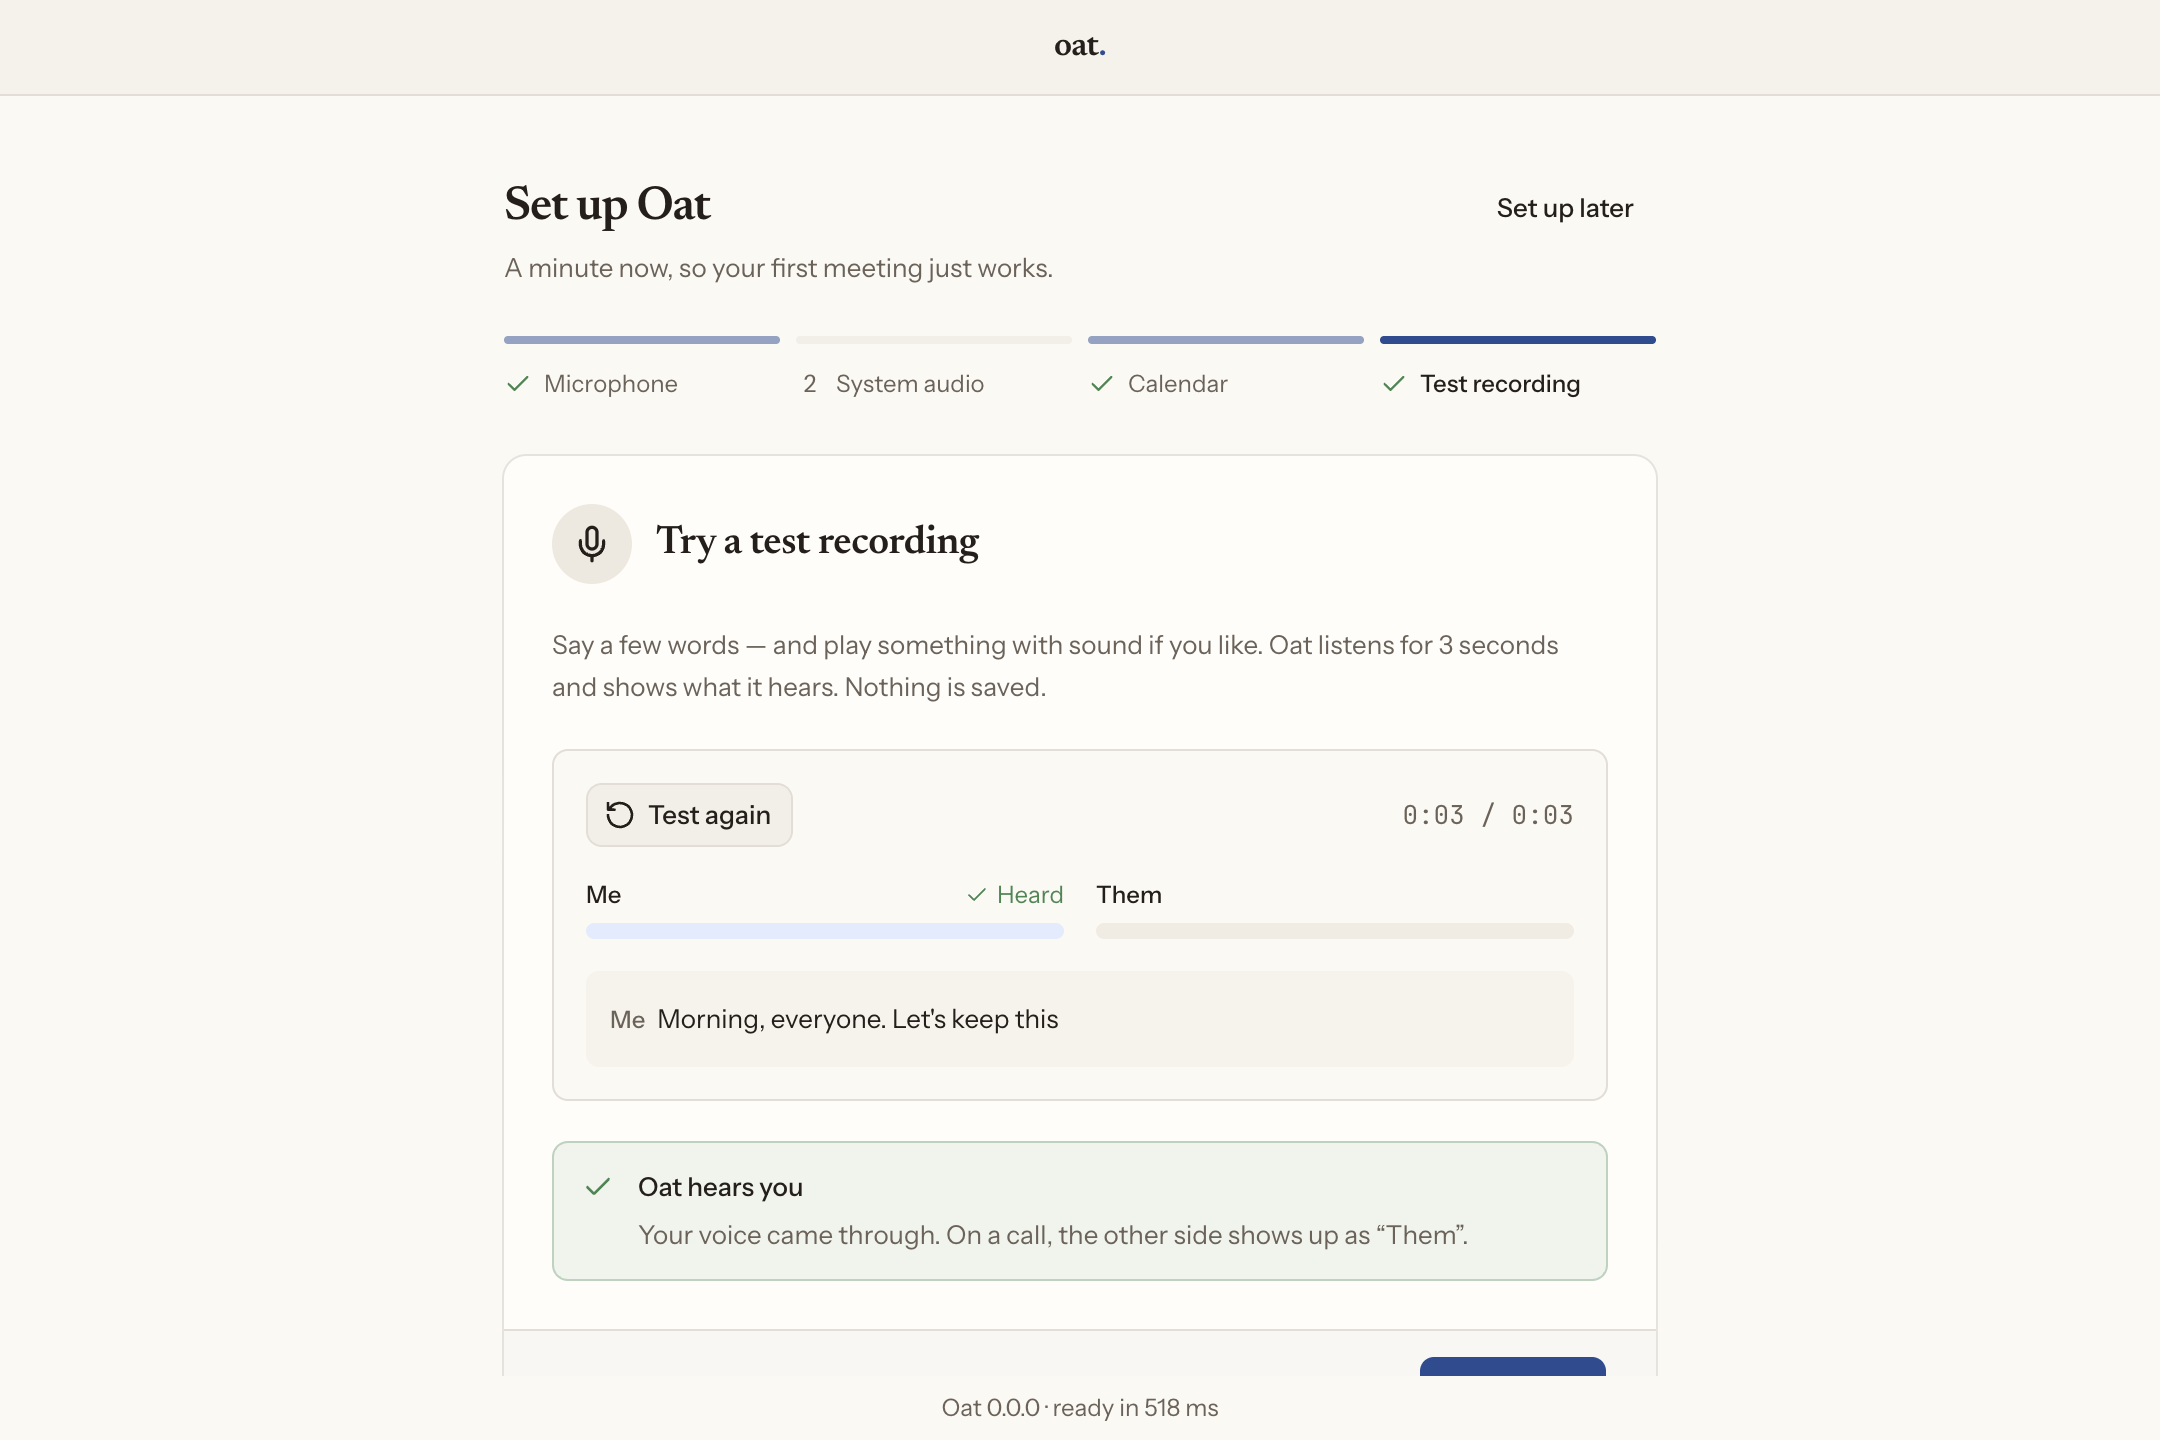 oat.
Set up Oat
Set up later
A minute now, so your first meeting just works.
Microphone
2 System audio
Calendar
Test recording
Try a test recording
Say a few words — and play something with sound if you like. Oat listens for 3 seconds
and shows what it hears. Nothing is saved.
Test again
0:03 / 0:03
Me
Heard
Them
Me Morning, everyone. Let's keep this
Oat hears you
Your voice came through. On a call, the other side shows up as “Them”.
Oat 0.0.0 · ready in 518 ms